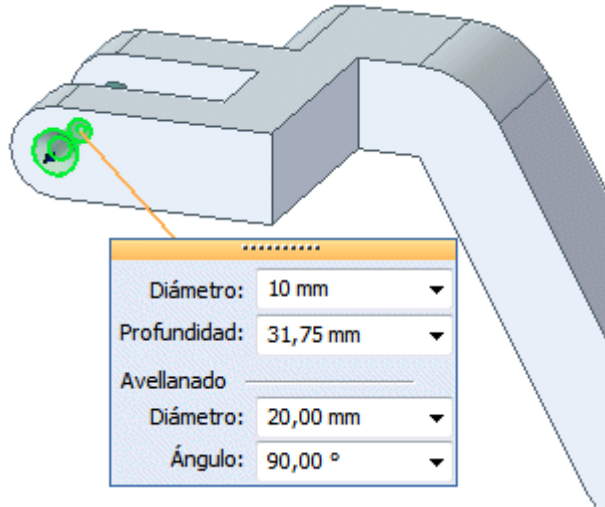 Diámetro: 10 mm
Profundidad: 31,75 mm
Avellanado
Diámetro: 20,00 mm
Ángulo: 90,00 °